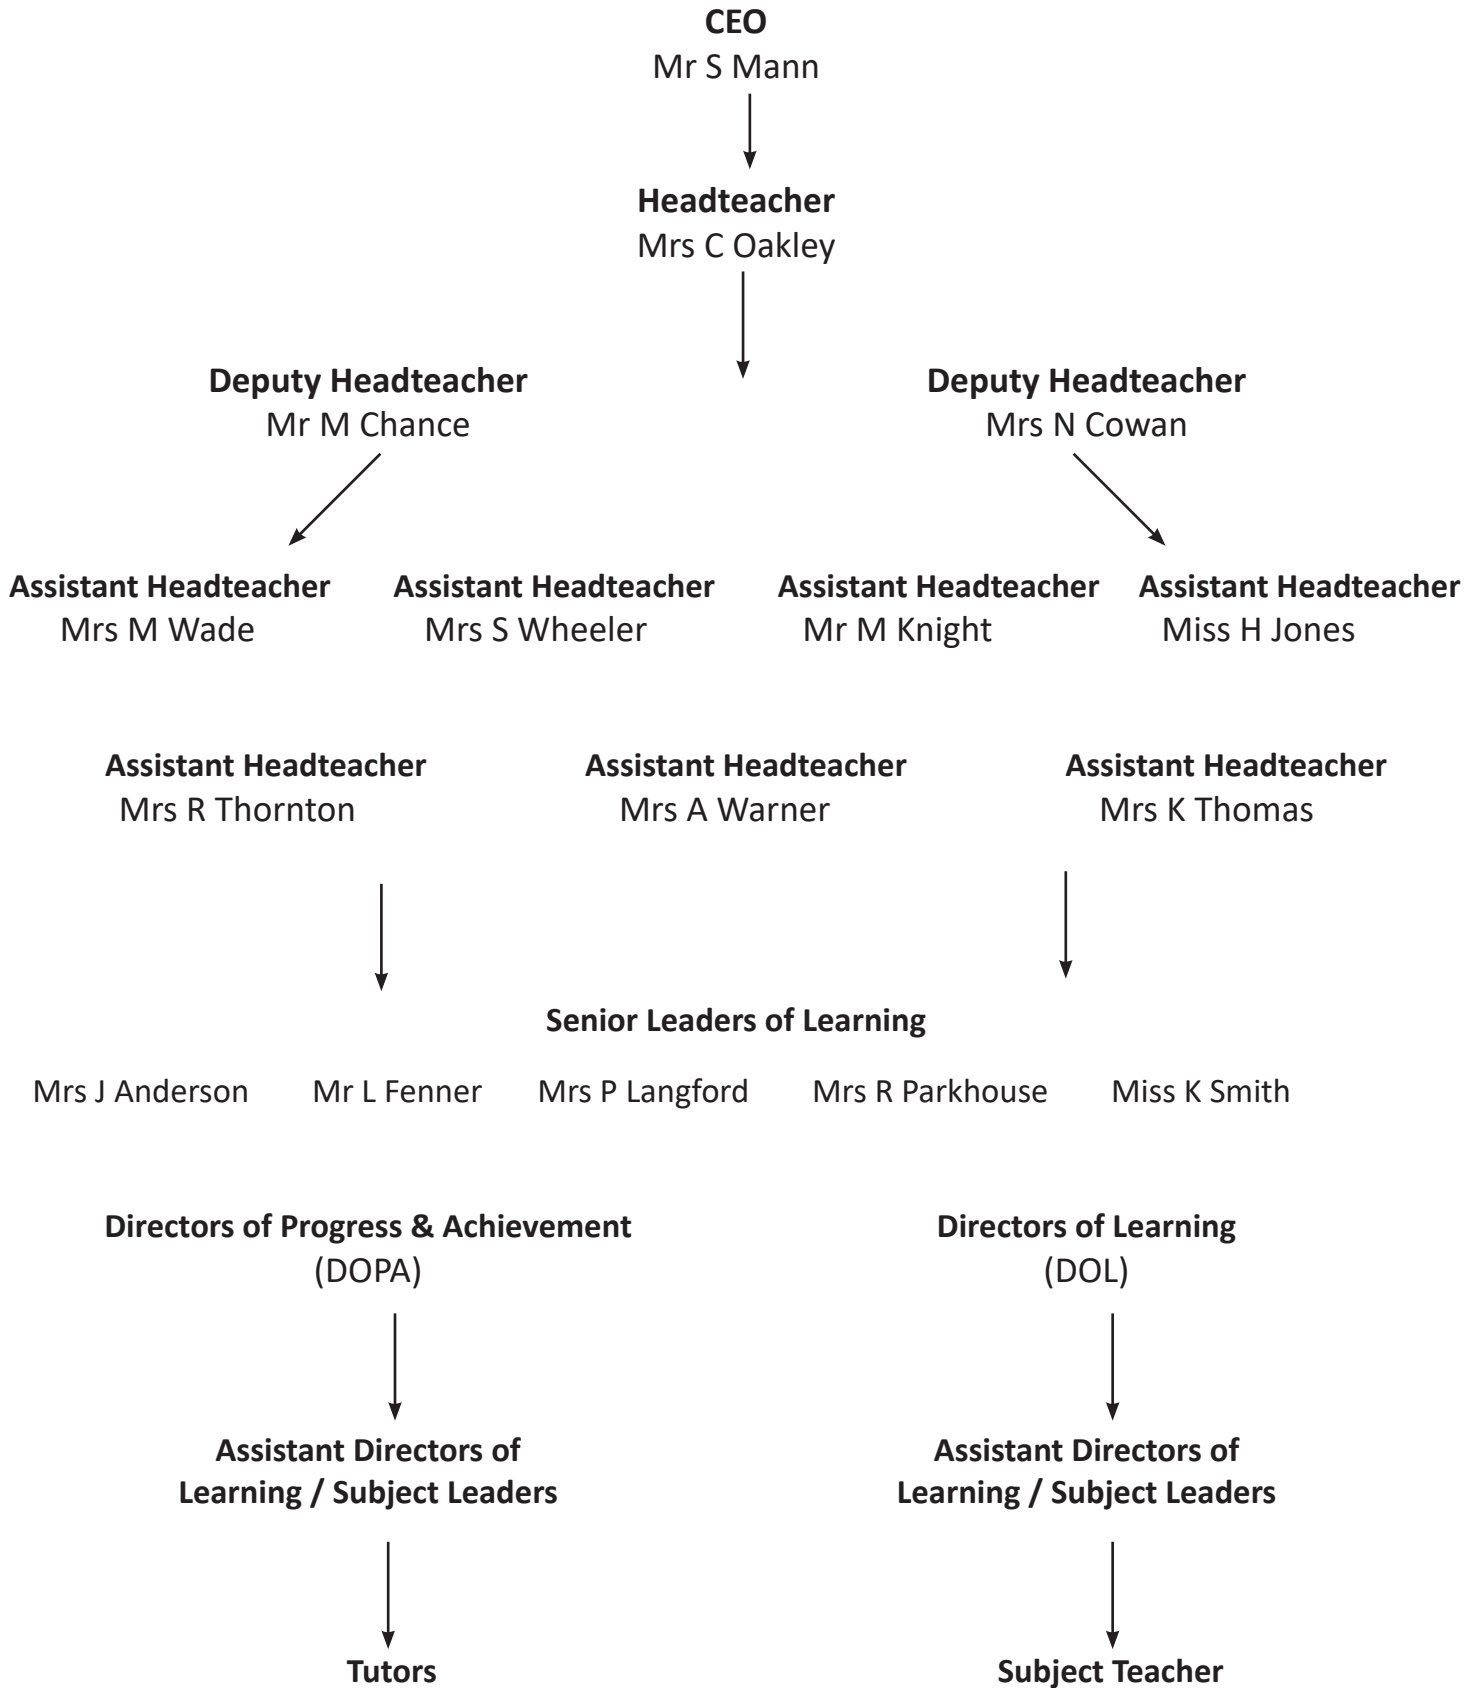 CEO
Mr S Mann
Headteacher
Mrs C Oakley
Deputy Headteacher
Mr M Chance
Deputy Headteacher
Mrs N Cowan
Assistant Headteacher
Mrs M Wade
Assistant Headteacher
Mrs S Wheeler
Assistant Headteacher
Mr M Knight
Assistant Headteacher
Miss H Jones
Assistant Headteacher
Mrs R Thornton
Assistant Headteacher
Mrs A Warner
Assistant Headteacher
Mrs K Thomas
Senior Leaders of Learning
Mrs J Anderson
Mr L Fenner
Mrs P Langford
Mrs R Parkhouse
Miss K Smith
Directors of Progress & Achievement
(DOPA)
Directors of Learning
(DOL)
Assistant Directors of
Learning / Subject Leaders
Assistant Directors of
Learning / Subject Leaders
Tutors
Subject Teacher